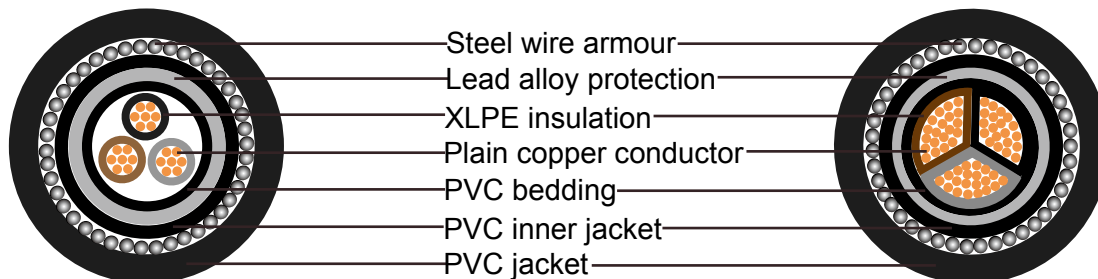 Steel wire armour
Lead alloy protection
XLPE insulation
Plain copper conductor
PVC bedding
PVC inner jacket
PVC jacket